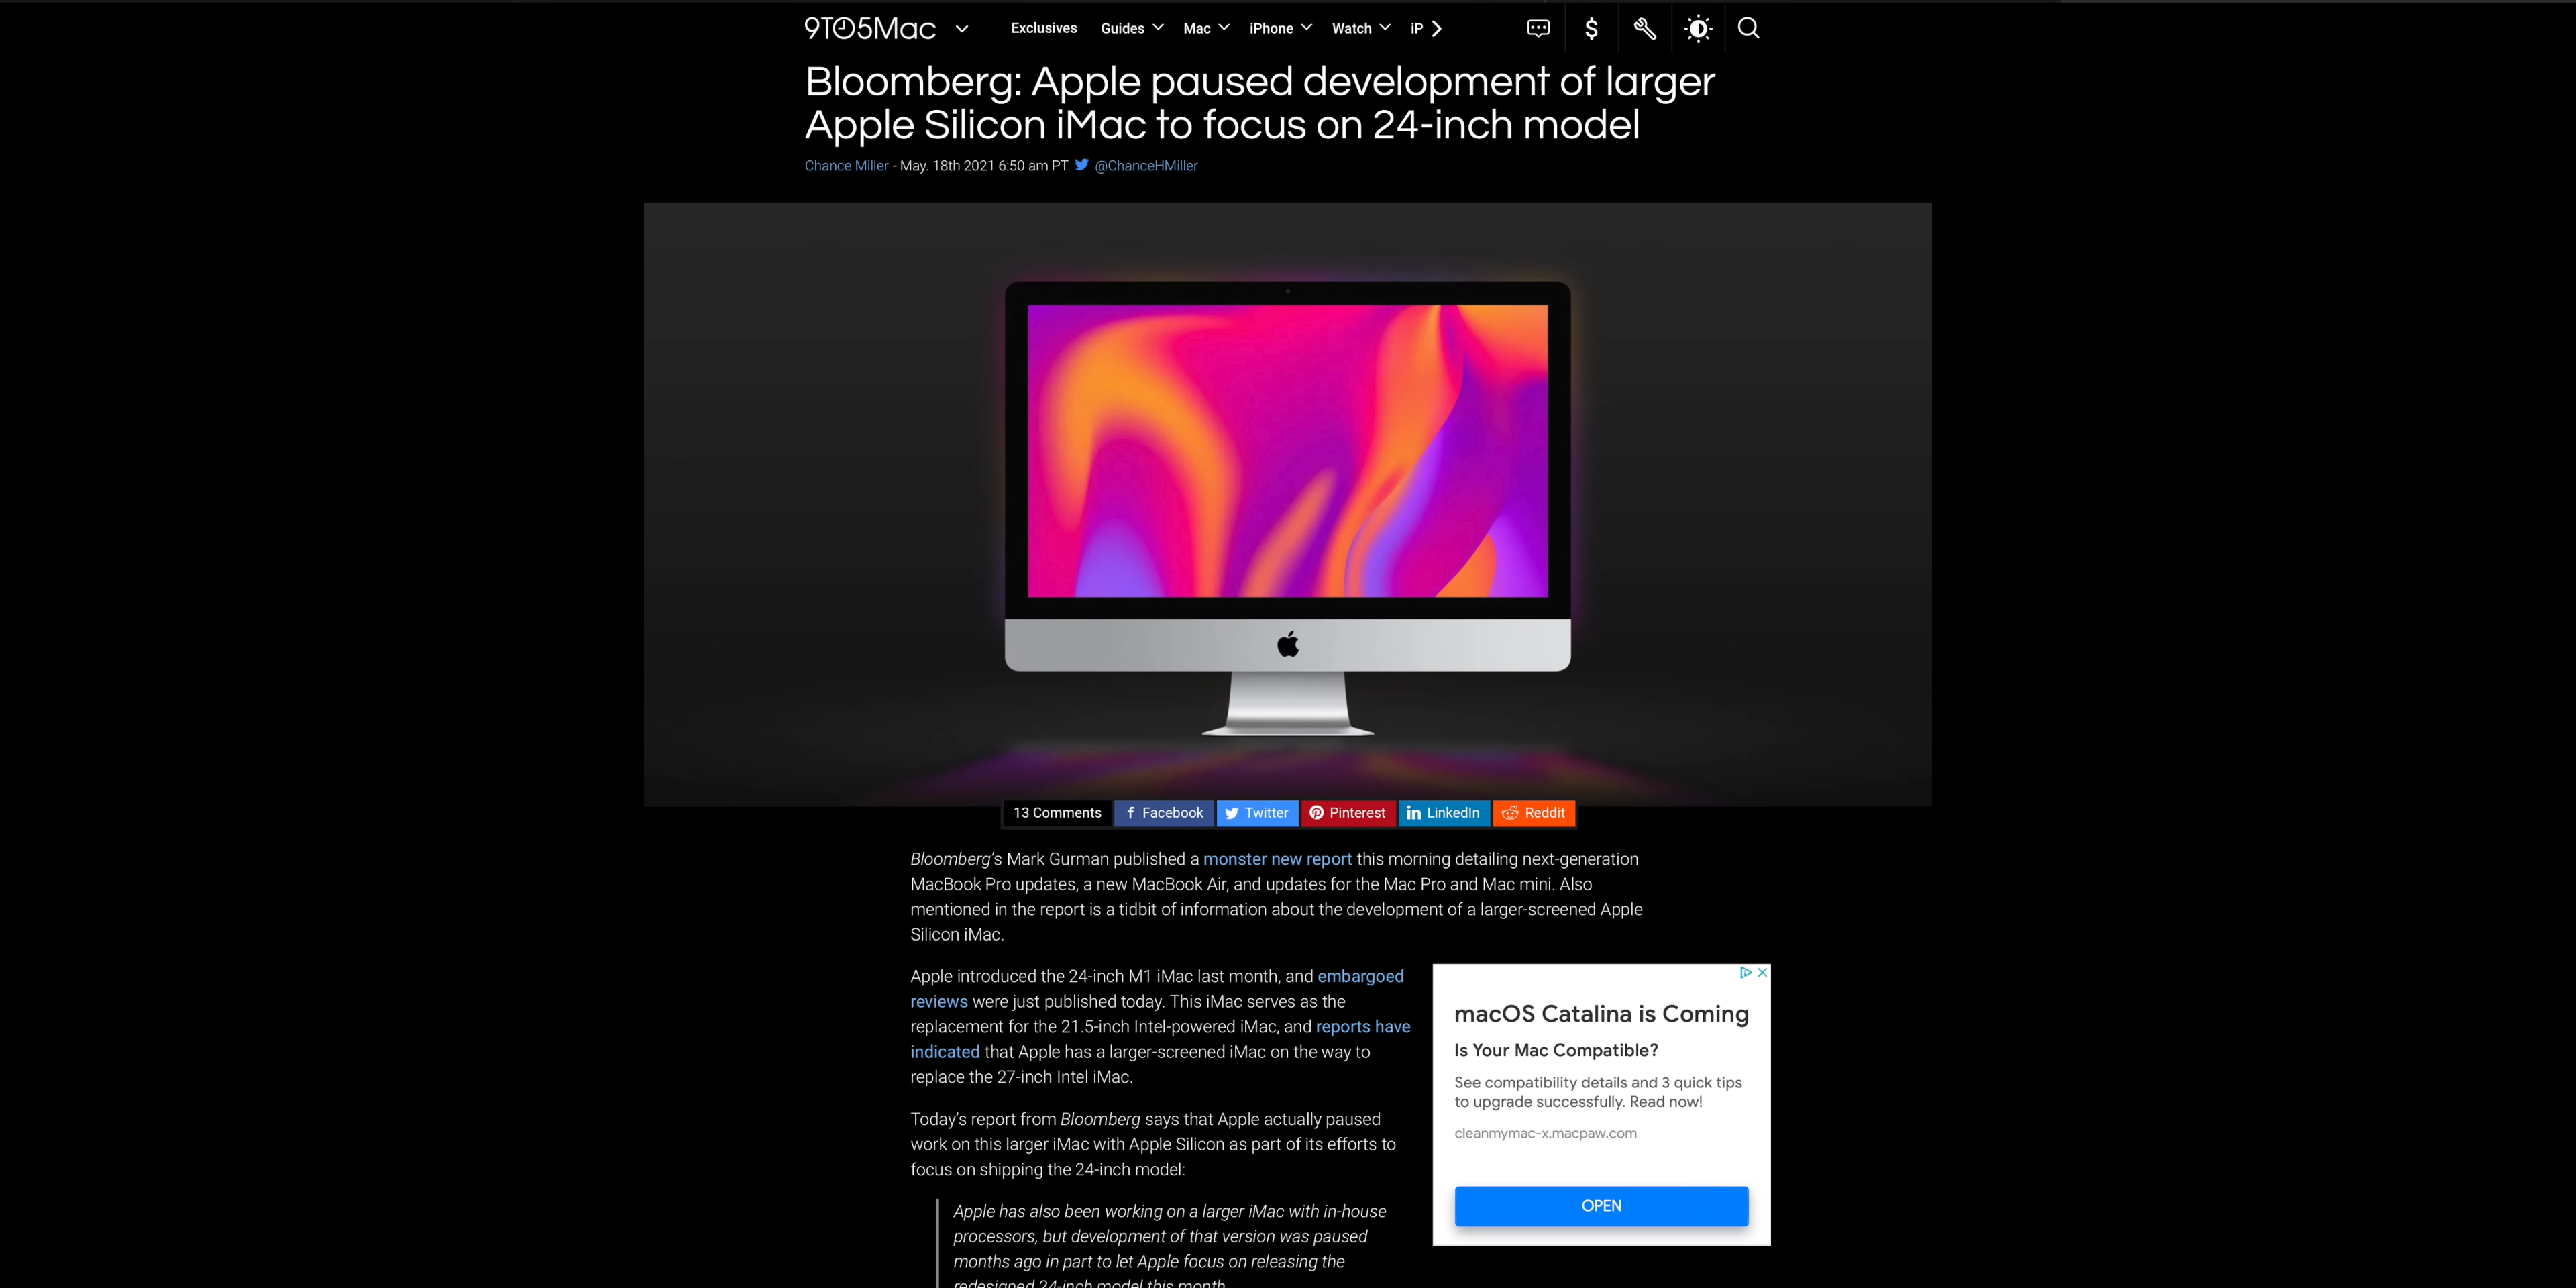 9TO5Mac
Exclusives Guides Mac iPhone Watch iP
Bloomberg: Apple paused development of larger
Apple Silicon iMac to focus on 24-inch model
Chance Miller - May. 18th 2021 6:50 am PT @ChanceHMiller
13 Comments Facebook Twitter Pinterest LinkedIn Reddit
Bloomberg's Mark Gurman published a monster new report this morning detailing next-generation
MacBook Pro updates, a new MacBook Air, and updates for the Mac Pro and Mac mini. Also
mentioned in the report is a tidbit of information about the development of a larger-screened Apple
Silicon iMac.
Apple introduced the 24-inch M1 iMac last month, and embargoed
reviews were just published today. This iMac serves as the
replacement for the 21.5-inch Intel-powered iMac, and reports have
indicated that Apple has a larger-screened iMac on the way to
replace the 27-inch Intel iMac.
Today's report from Bloomberg says that Apple actually paused
work on this larger iMac with Apple Silicon as part of its efforts to
focus on shipping the 24-inch model:
Apple has also been working on a larger iMac with in-house
processors, but development of that version was paused
months ago in part to let Apple focus on releasing the
redesigned 24-inch model this month.
macOS Catalina is Coming
Is Your Mac Compatible?
See compatibility details and 3 quick tips
to upgrade successfully. Read now!
cleanmymac-x.macpaw.com
OPEN